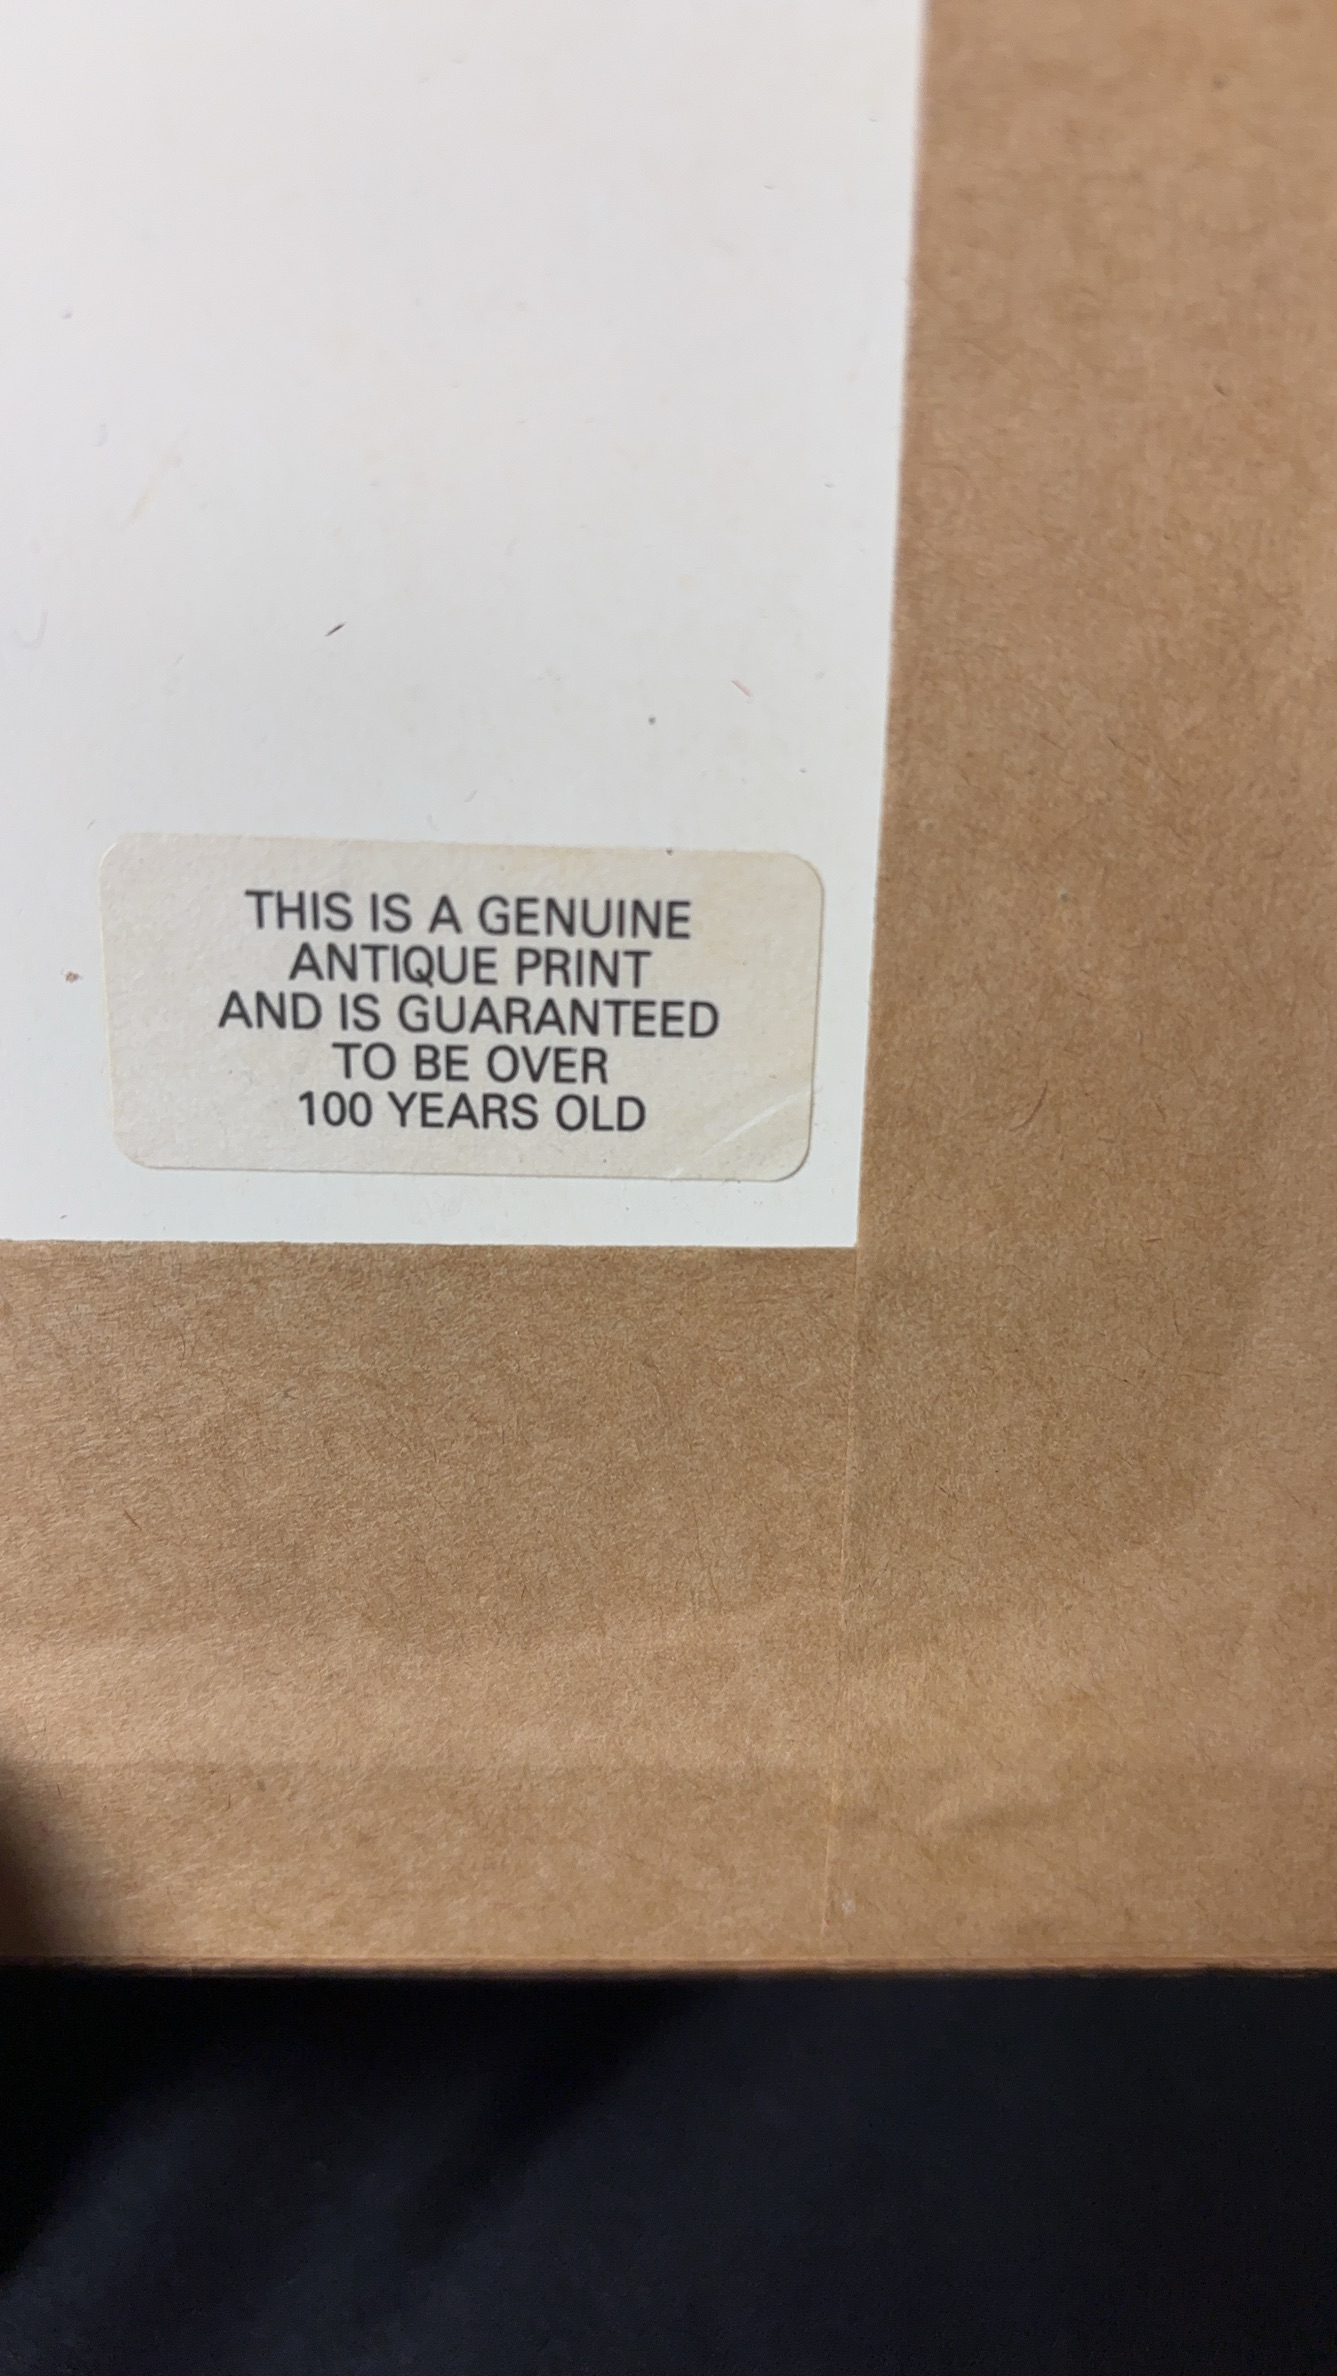 THIS IS A GENUINE
ANTIQUE PRINT
AND IS GUARANTEED
TO BE OVER
100 YEARS OLD